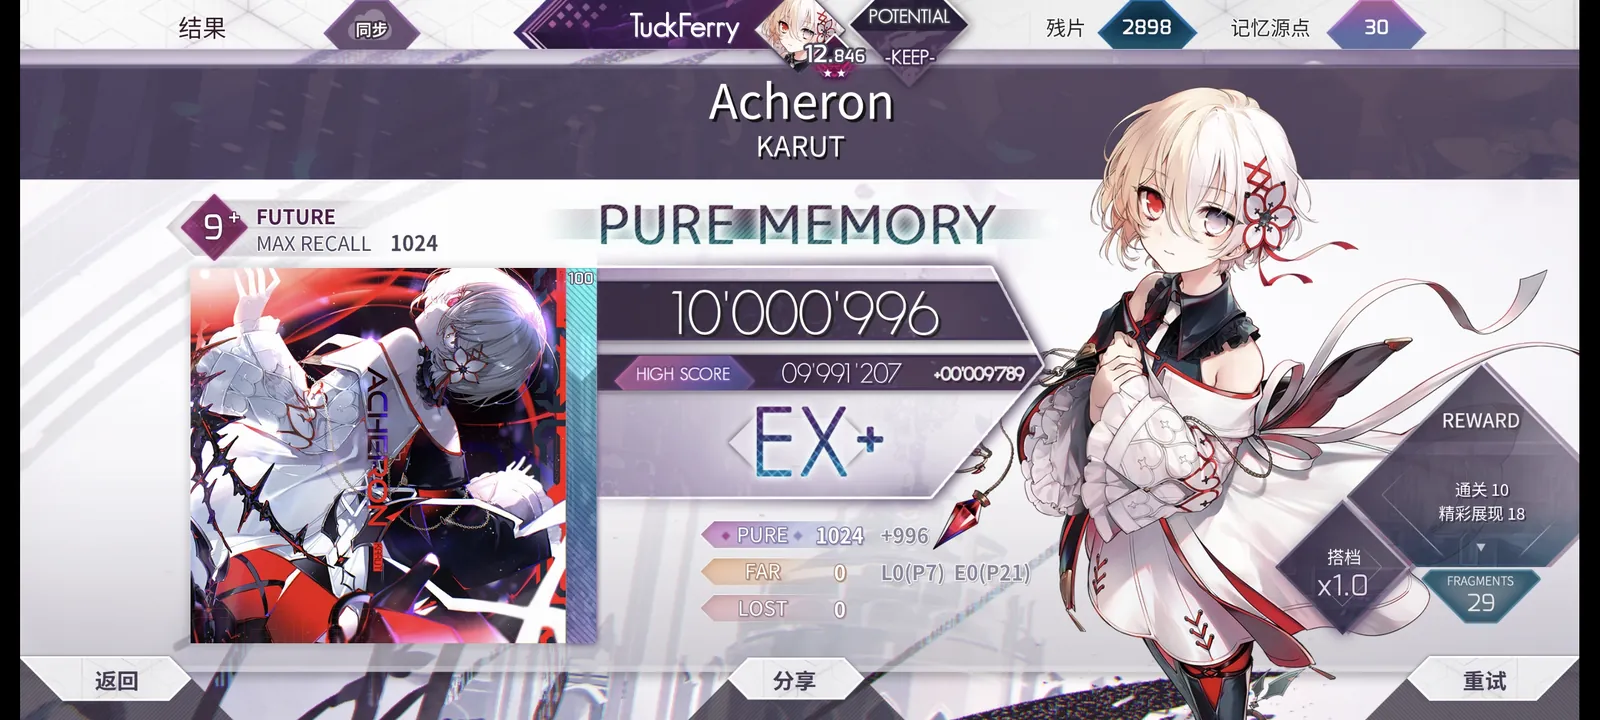 结果
同步
TuckFerry
12.846
POTENTIAL
-KEEP-
残片
2898
记忆源点
30
Acheron
KARUT
9+
FUTURE
MAX RECALL 1024
PURE MEMORY
100
10'000'996
HIGH SCORE 09'991'207 +00'009'789
ACHERON
EX+
PURE 1024 +996
FAR 0 L0(P7) E0(P21)
LOST 0
REWARD
通关 10
精彩展现 18
搭档
x1.0
FRAGMENTS
29
返回
分享
重试